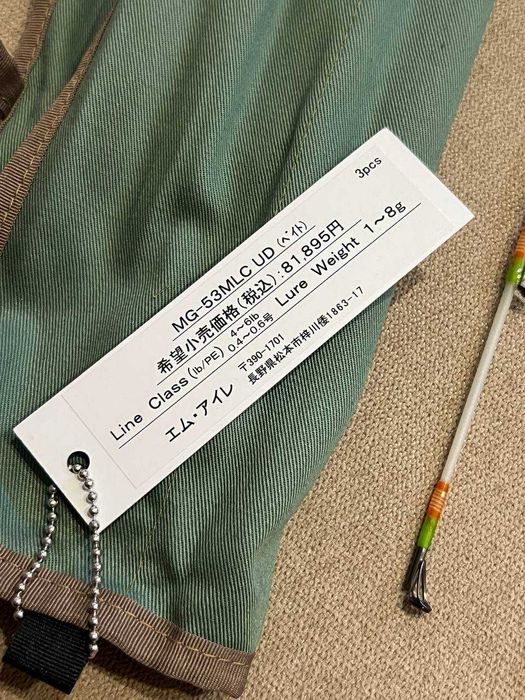 3pcs
MG-53MLC UD (ﾍﾞｲﾄ)
希望小売価格(税込):81,895円
Line Class (lb/PE) 4～6lb 0.4～0.6号 Lure Weight 1～8g
エム・アイレ 〒390-1701 長野県松本市梓川倭1863-17